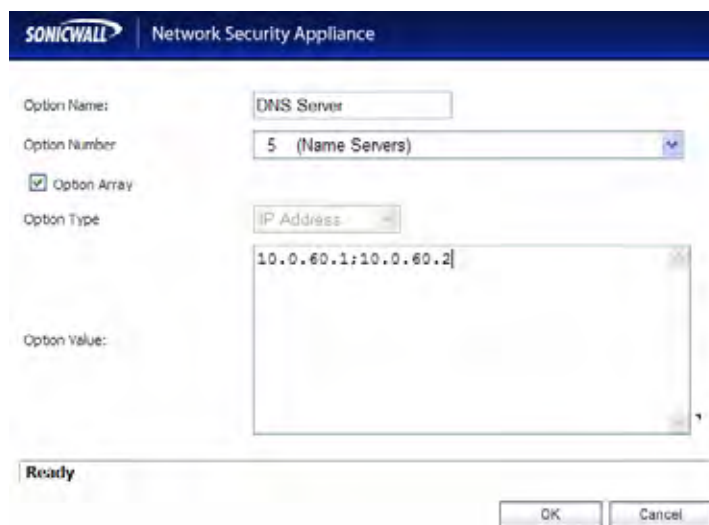 SONICWALL Network Security Appliance
Option Name: DNS Server
Option Number 5 (Name Servers)
Option Array
Option Type IP Address
10.0.60.1;10.0.60.2
Option Value:
Ready
OK Cancel